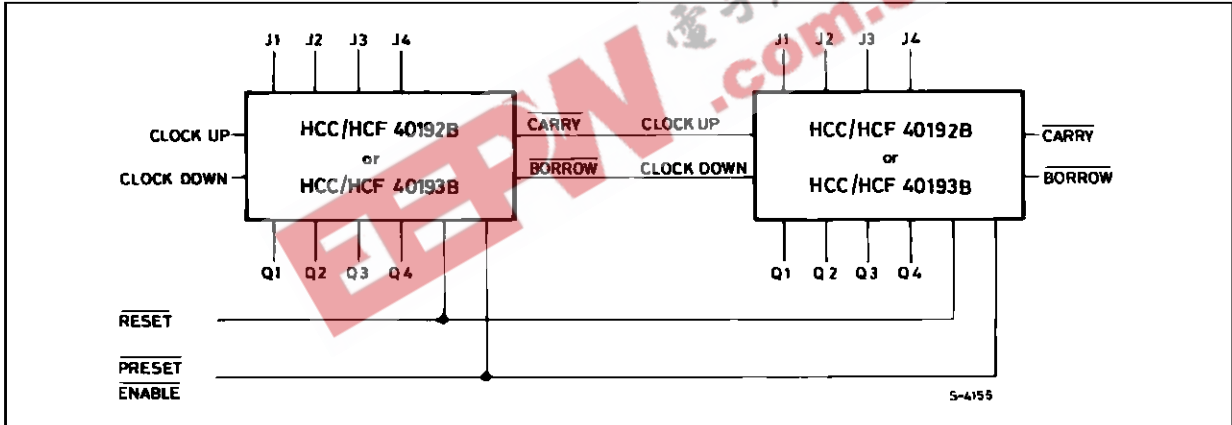 J1 J2 J3 J4
J1 J2 J3 J4
CLOCK UP
CLOCK DOWN
HCC/HCF 40192B
or
HCC/HCF 40193B
CARRY
BORROW
CLOCK UP
CLOCK DOWN
HCC/HCF 40192B
or
HCC/HCF 40193B
CARRY
BORROW
Q1 Q2 Q3 Q4
Q1 Q2 Q3 Q4
RESET
PRESET
ENABLE
S-4155
EEPW
.com.